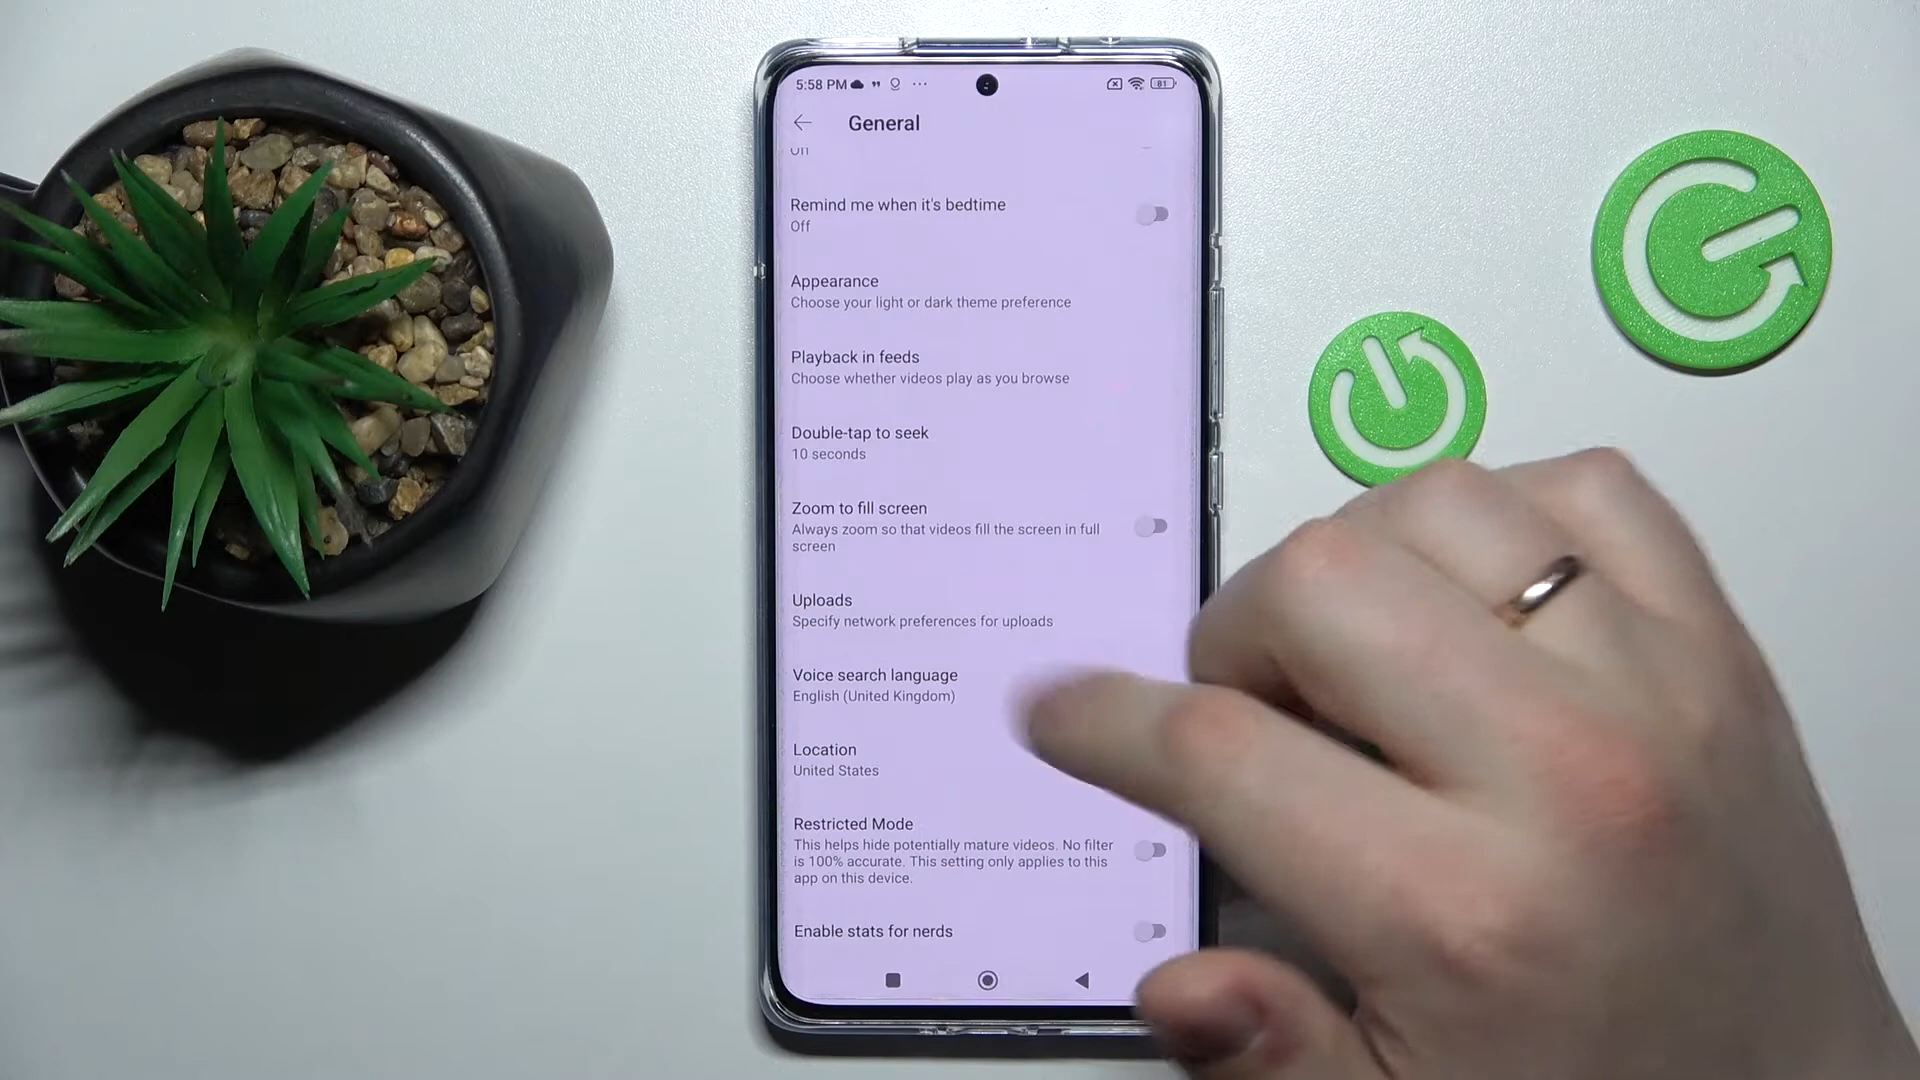 5:58 PM
81
General
Off
Remind me when it's bedtime
Off
Appearance
Choose your light or dark theme preference
Playback in feeds
Choose whether videos play as you browse
Double-tap to seek
10 seconds
Zoom to fill screen
Always zoom so that videos fill the screen in full
screen
Uploads
Specify network preferences for uploads
Voice search language
English (United Kingdom)
Location
United States
Restricted Mode
This helps hide potentially mature videos. No filter
is 100% accurate. This setting only applies to this
app on this device.
Enable stats for nerds